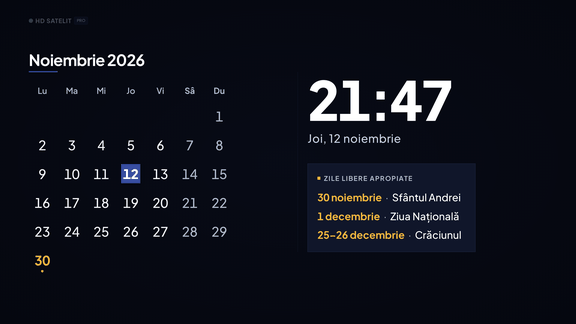 HD SATELIT PRO
Noiembrie 2026
Lu Ma Mi Jo Vi Sâ Du
1
2 3 4 5 6 7 8
9 10 11 12 13 14 15
16 17 18 19 20 21 22
23 24 25 26 27 28 29
30
21:47
Joi, 12 noiembrie
ZILE LIBERE APROPIATE
30 noiembrie · Sfântul Andrei
1 decembrie · Ziua Națională
25–26 decembrie · Crăciunul